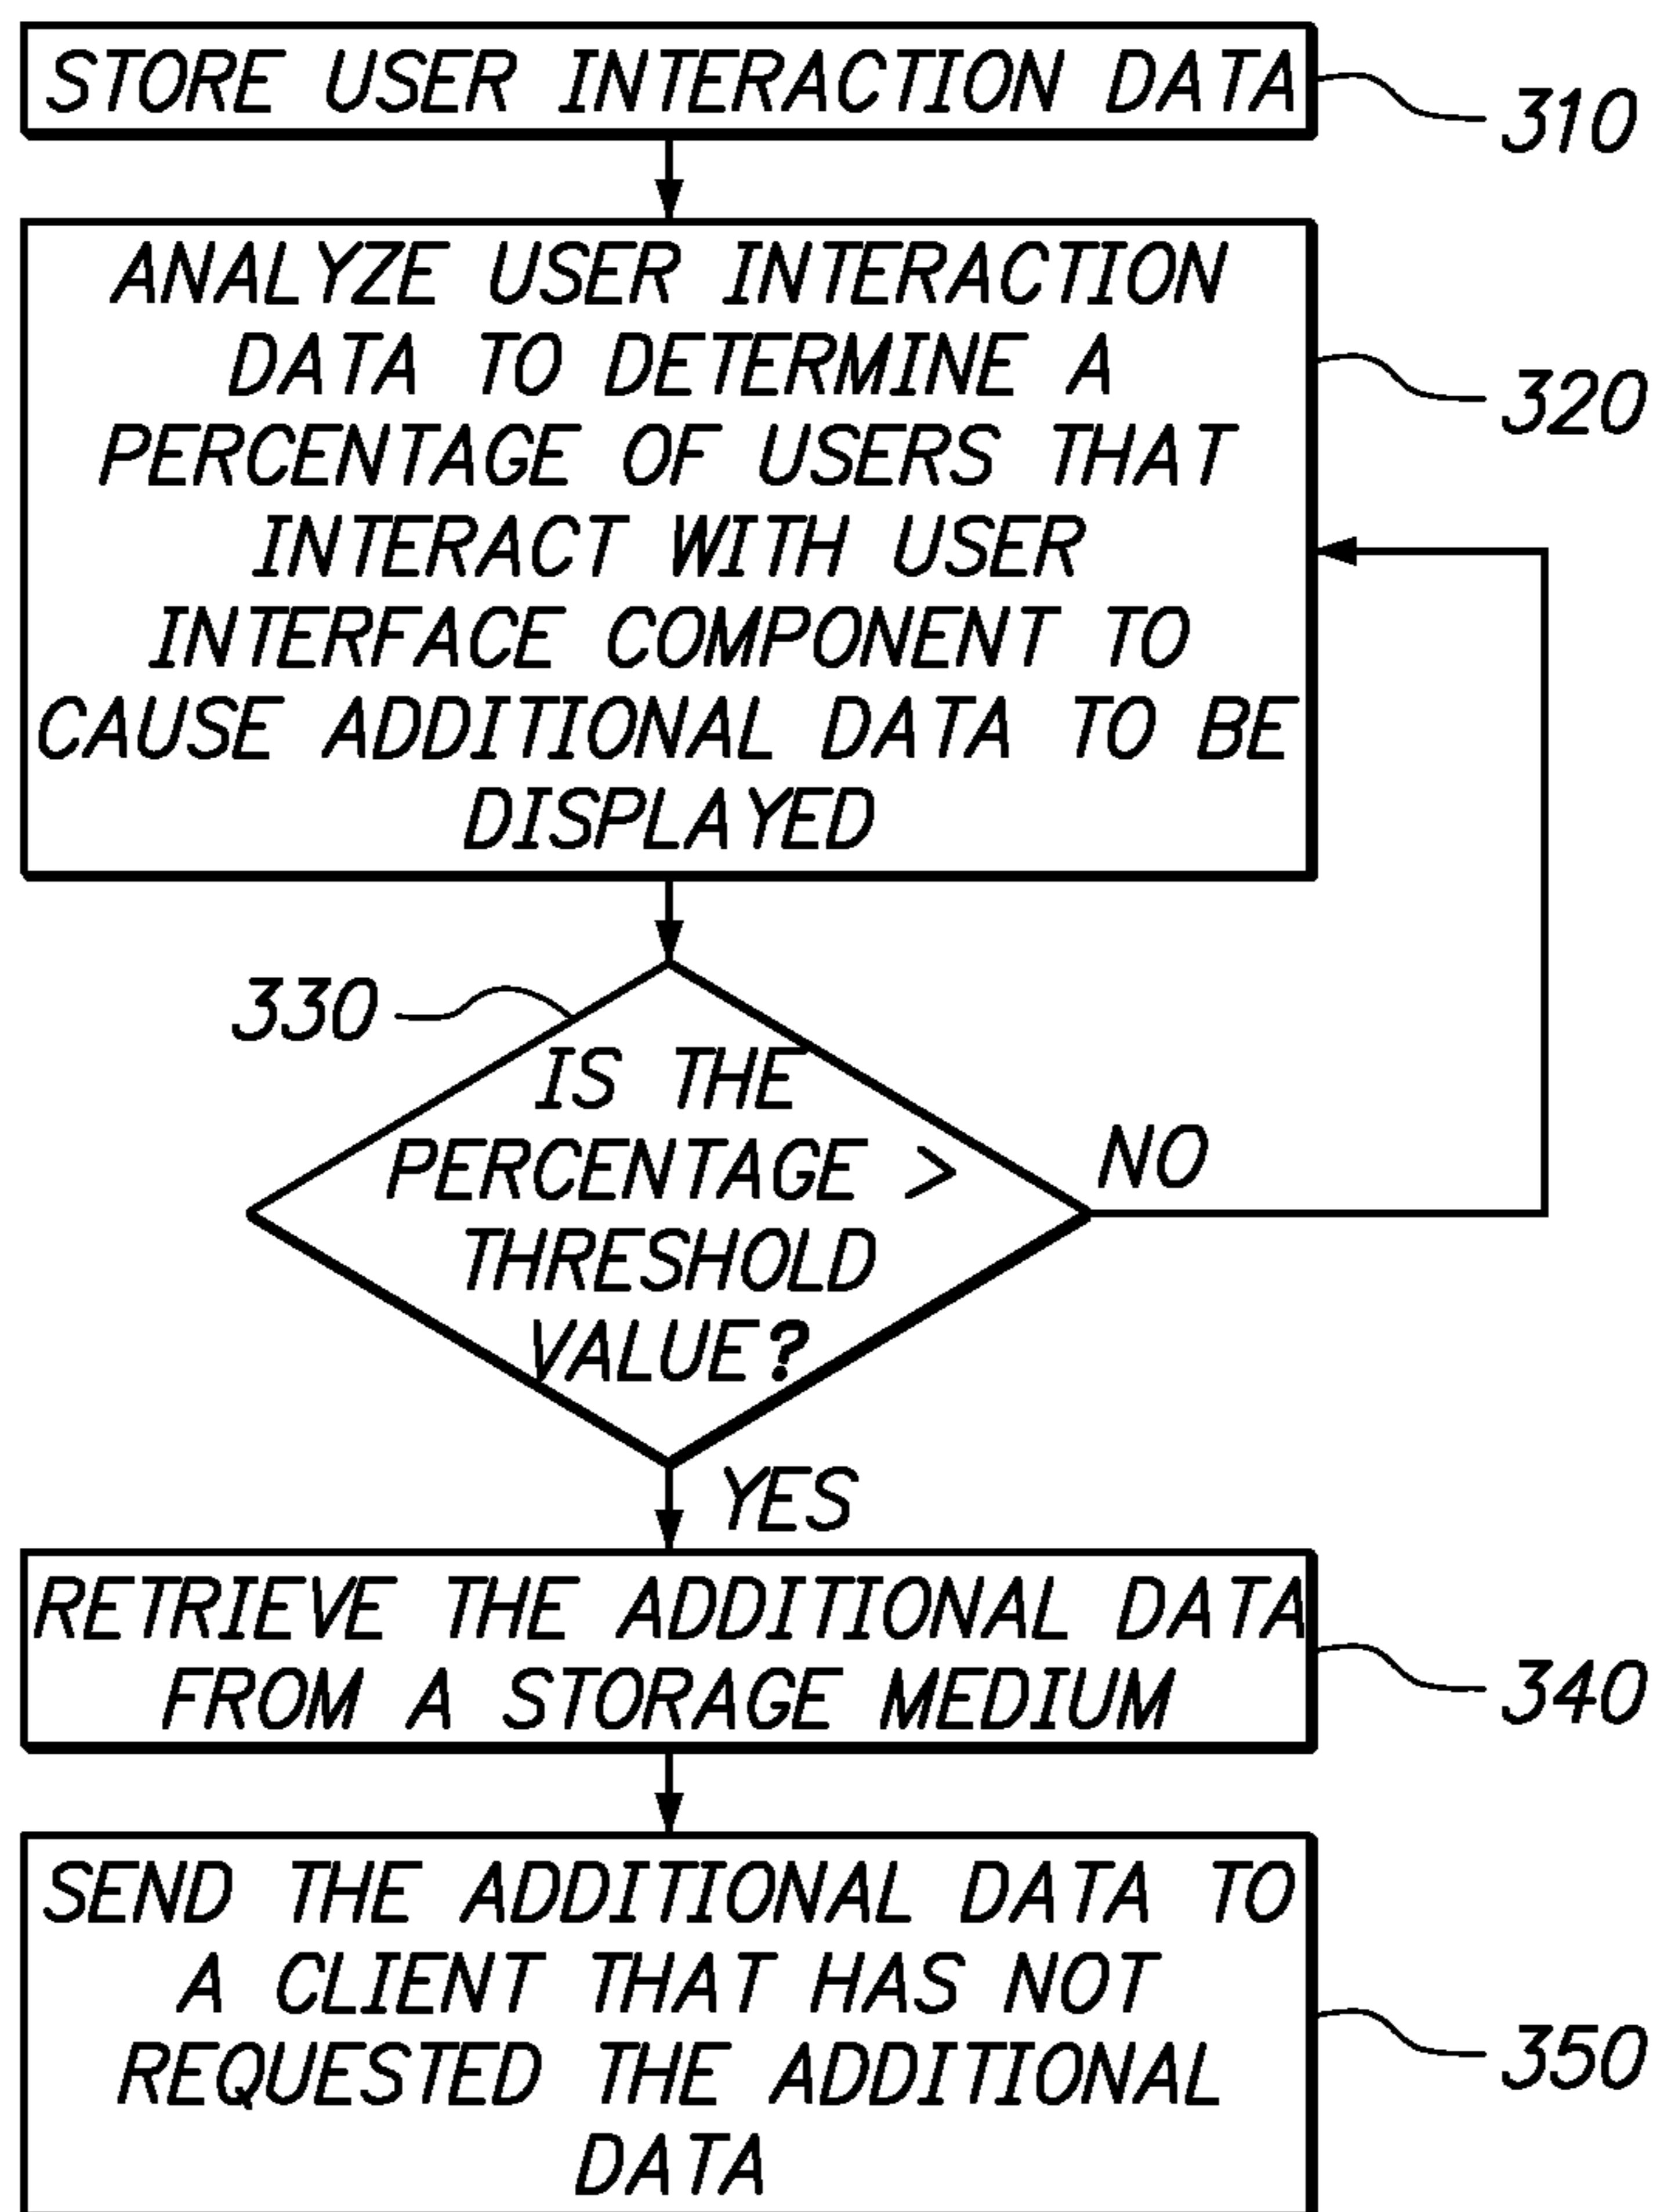 STORE USER INTERACTION DATA
310
ANALYZE USER INTERACTION
DATA TO DETERMINE A
PERCENTAGE OF USERS THAT
INTERACT WITH USER
INTERFACE COMPONENT TO
CAUSE ADDITIONAL DATA TO BE
DISPLAYED
320
330
IS THE
PERCENTAGE >
THRESHOLD
VALUE?
NO
YES
RETRIEVE THE ADDITIONAL DATA
FROM A STORAGE MEDIUM
340
SEND THE ADDITIONAL DATA TO
A CLIENT THAT HAS NOT
REQUESTED THE ADDITIONAL
DATA
350